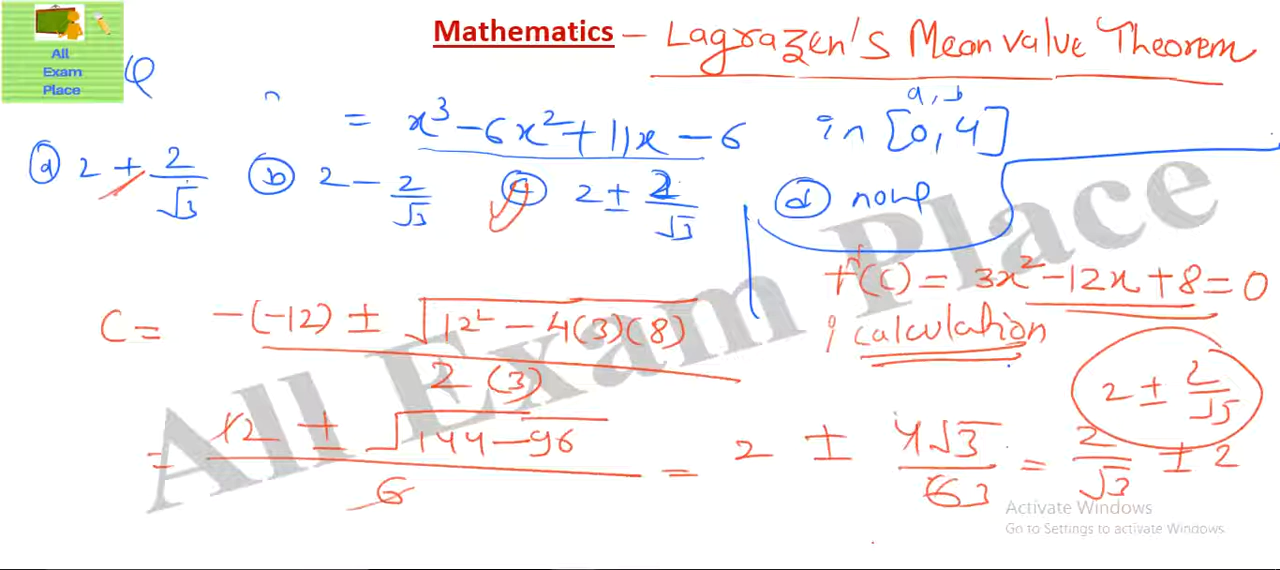 All
Exam
Place
Mathematics - Lagrazen's Mean value Theorem
Q
a, b
= x³ - 6x² + 11x - 6 in [0, 4]
ⓐ 2 + 2/√3 ⓑ 2 - 2/√3 ⓒ 2 ± 2/√3 ⓓ none
f'(c) = 3x² - 12x + 8 = 0
calculation
C = -(-12) ± √(12² - 4(3)(8)) / 2 (3)
2 ± 2/√3
= 12 ± √(144 - 96) / 6 = 2 ± 4√3 / 6 3 = 2/√3 ± 2
All Exam Place
Activate Windows
Go to Settings to activate Windows.